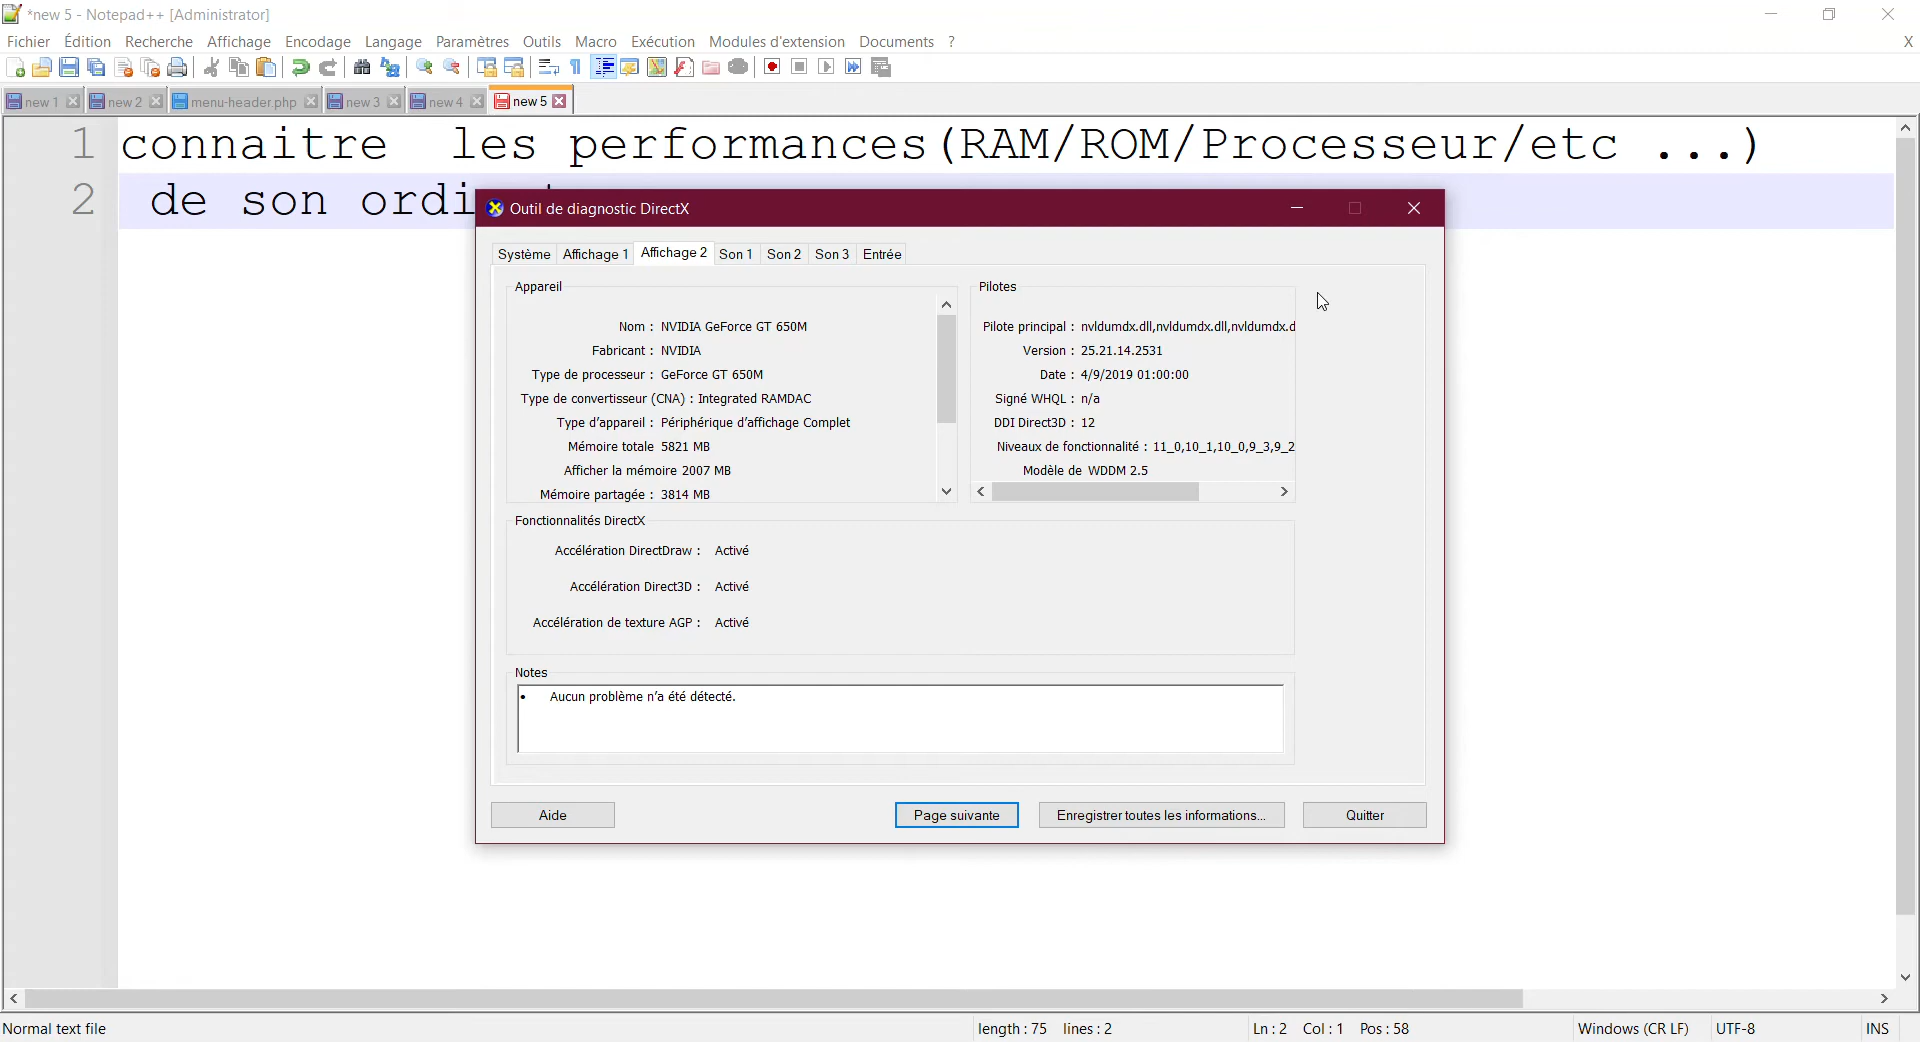 *new 5 - Notepad++ [Administrator]
Fichier Édition Recherche Affichage Encodage Langage Paramètres Outils Macro Exécution Modules d'extension Documents ?
X
new 1 new 2 menu-header.php new 3 new 4 new 5
1 connaitre les performances(RAM/ROM/Processeur/etc ...)
2 de son
Outil de diagnostic DirectX
Système Affichage 1 Affichage 2 Son 1 Son 2 Son 3 Entrée
Appareil
Nom : NVIDIA GeForce GT 650M
Fabricant : NVIDIA
Type de processeur : GeForce GT 650M
Type de convertisseur (CNA) : Integrated RAMDAC
Type d'appareil : Périphérique d'affichage Complet
Mémoire totale 5821 MB
Afficher la mémoire 2007 MB
Mémoire partagée : 3814 MB
Pilotes
Pilote principal : nvldumdx.dll,nvldumdx.dll,nvldumdx.d
Version : 25.21.14.2531
Date : 4/9/2019 01:00:00
Signé WHQL : n/a
DDI Direct3D : 12
Niveaux de fonctionnalité : 11_0,10_1,10_0,9_3,9_2
Modèle de WDDM 2.5
Fonctionnalités DirectX
Accélération DirectDraw : Activé
Accélération Direct3D : Activé
Accélération de texture AGP : Activé
Notes
• Aucun problème n'a été détecté.
Aide Page suivante Enregistrer toutes les informations... Quitter
Normal text file length : 75 lines : 2 Ln : 2 Col : 1 Pos : 58 Windows (CR LF) UTF-8 INS